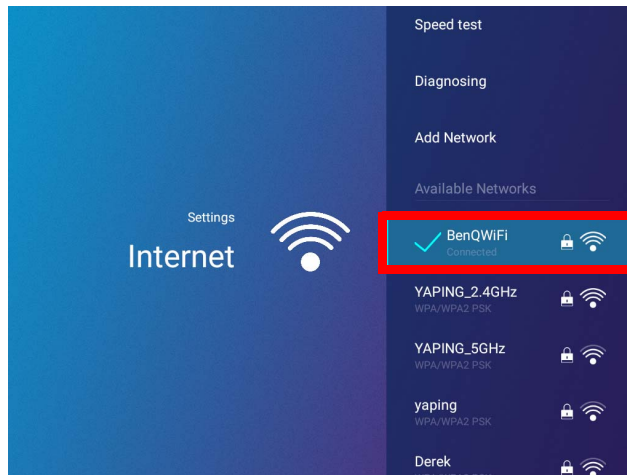 Speed test
Diagnosing
Add Network
Available Networks
Settings
Internet
BenQWiFi
Connected
YAPING_2.4GHz
WPA/WPA2 PSK
YAPING_5GHz
WPA/WPA2 PSK
yaping
WPA/WPA2 PSK
Derek